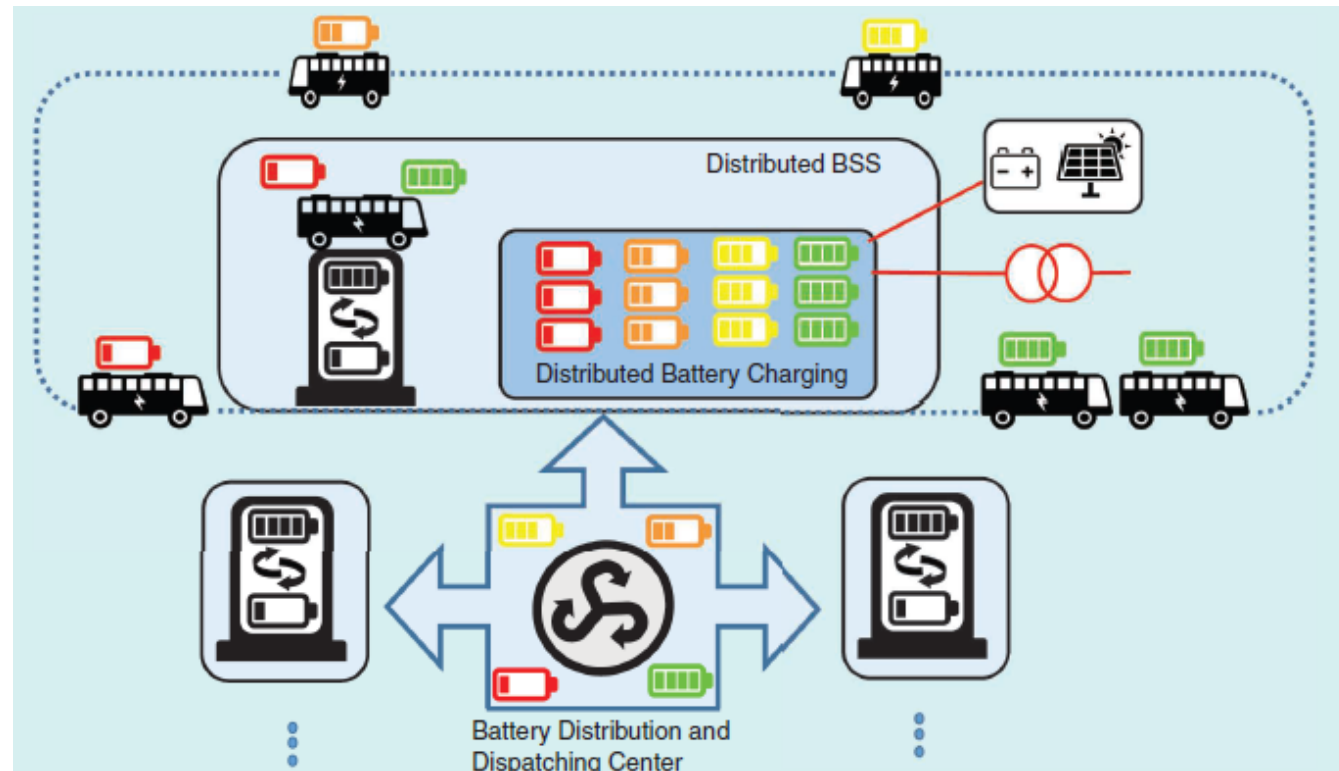 Distributed BSS
Distributed Battery Charging
Battery Distribution and
Dispatching Center